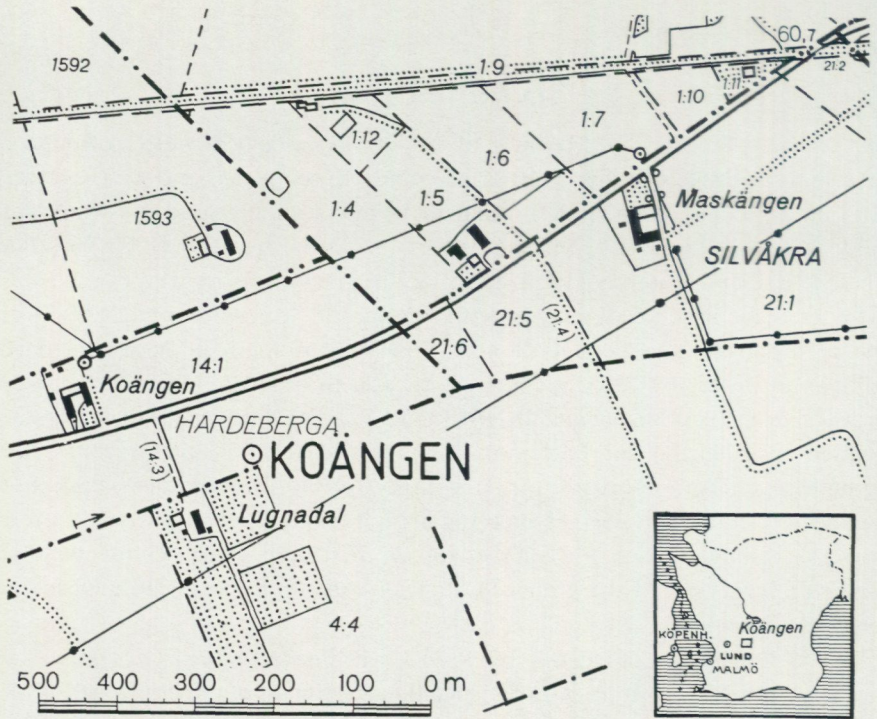 1592
1:9
60,7
21:2
1:11
1:10
1:7
1:12
1:6
1:5
1:4
1593
Maskängen
SILVÅKRA
21:1
21:5
(21:4)
21:6
14:1
Koängen
HARDEBERGA
KOÄNGEN
(14:3)
Lugnadal
4:4
500 400 300 200 100 0 m
KÖPENH.
Koängen
LUND
MALMÖ